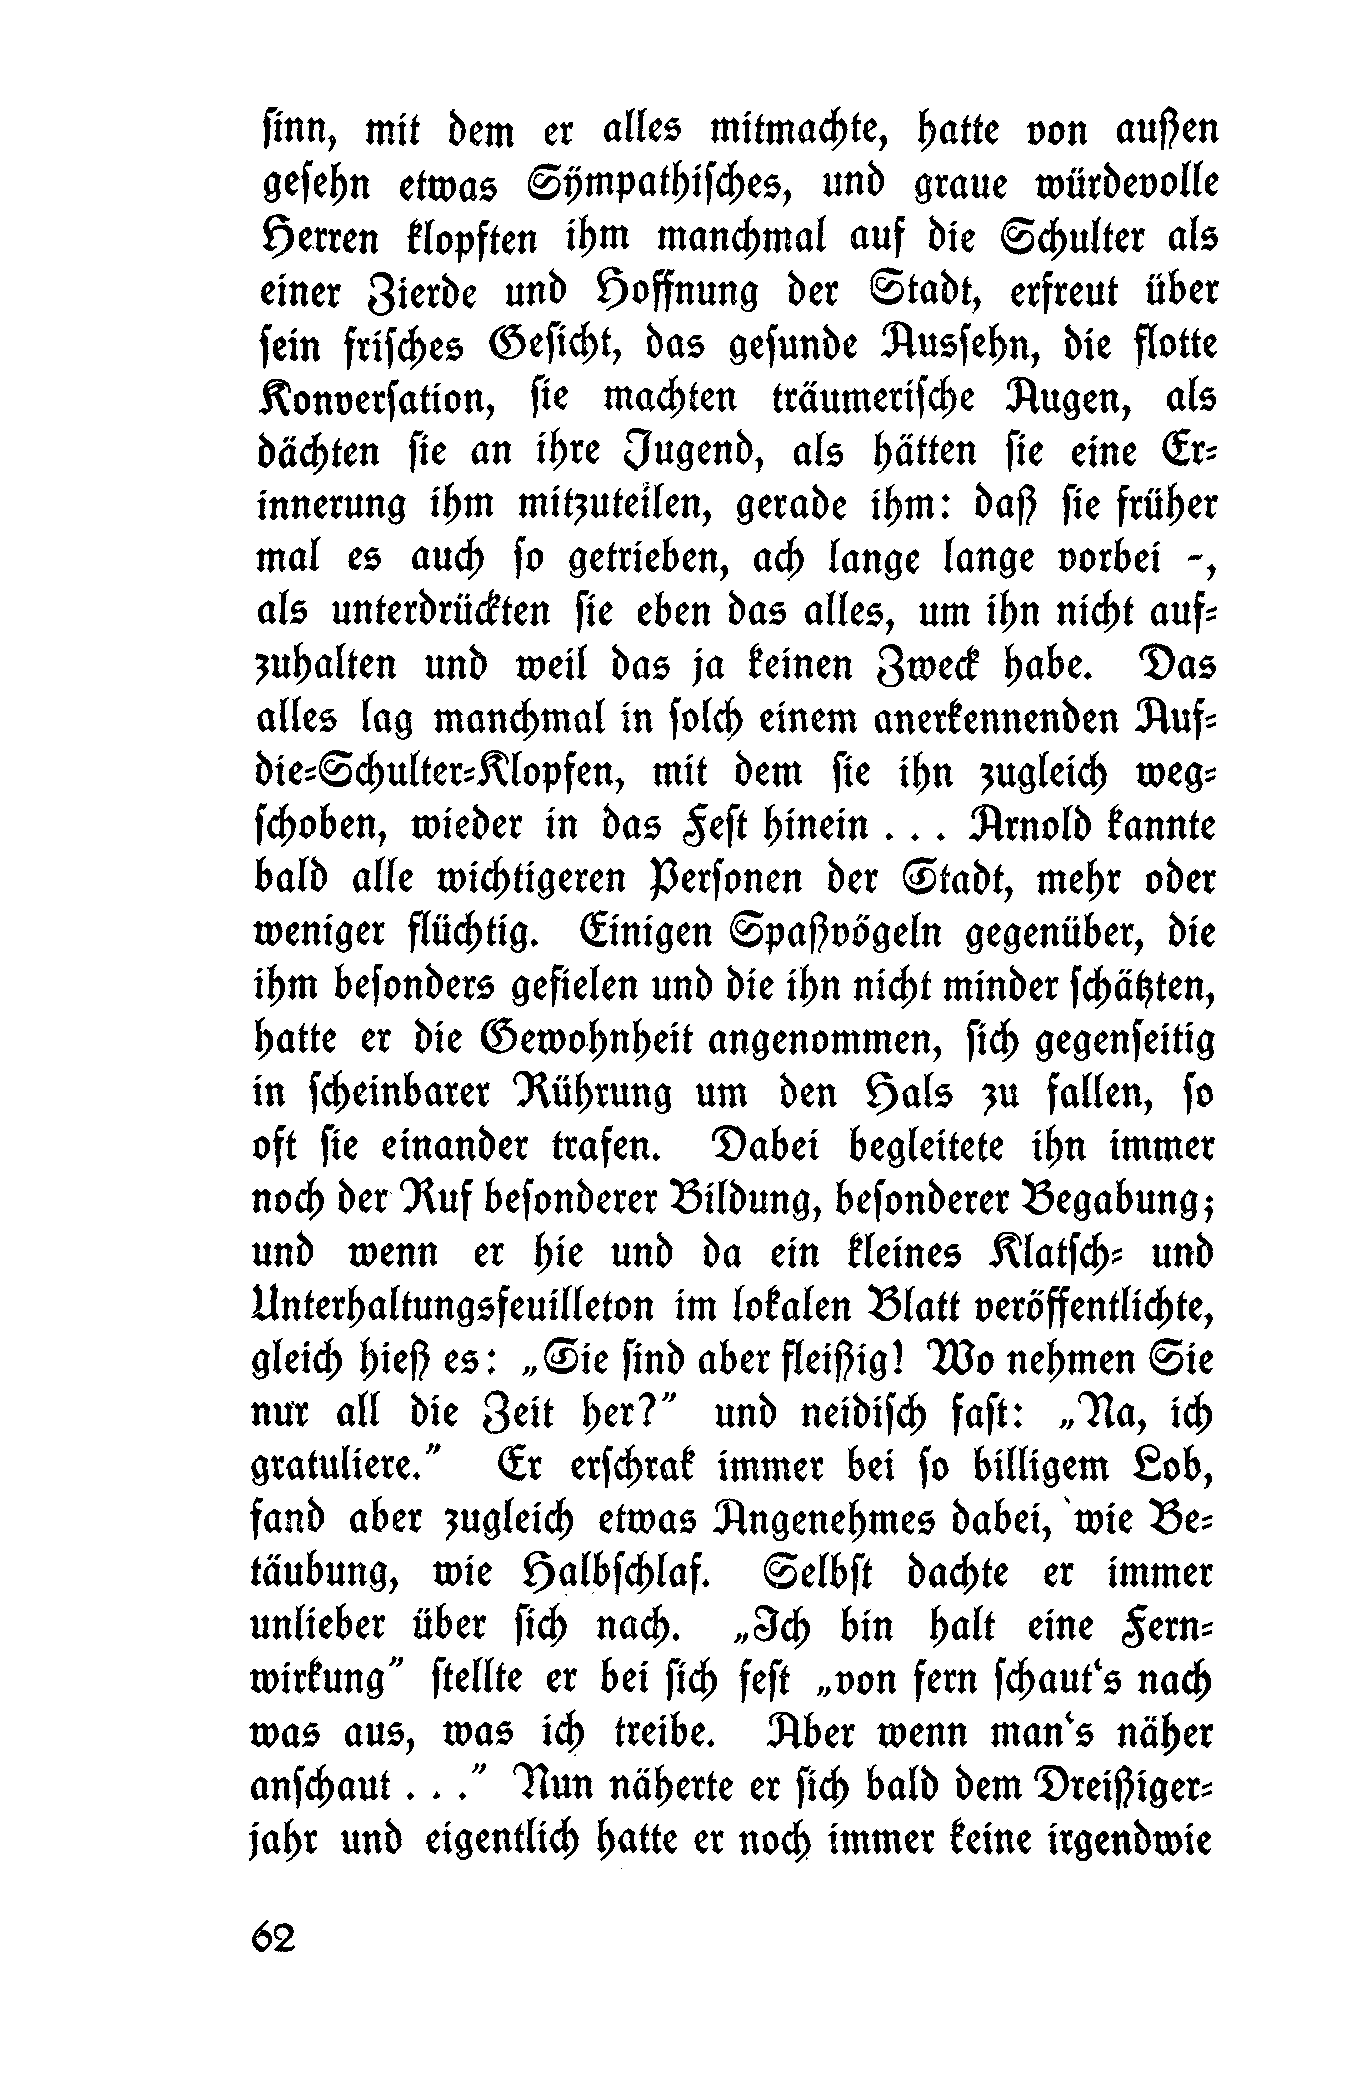 sinn, mit dem er alles mitmachte, hatte von außen
gesehn etwas Sÿmpathisches, und graue würdevolle
Herren klopften ihm manchmal auf die Schulter als
einer Zierde und Hoffnung der Stadt, erfreut über
sein frisches Gesicht, das gesunde Aussehn, die flotte
Konversation, sie machten träumerische Augen, als
dächten sie an ihre Jugend, als hätten sie eine Er-
innerung ihm mitzuteilen, gerade ihm: daß sie früher
mal es auch so getrieben, ach lange lange vorbei -,
als unterdrückten sie eben das alles, um ihn nicht auf-
zuhalten und weil das ja keinen Zweck habe. Das
alles lag manchmal in solch einem anerkennenden Auf-
die-Schulter-Klopfen, mit dem sie ihn zugleich weg-
schoben, wieder in das Fest hinein . . . Arnold kannte
bald alle wichtigeren Personen der Stadt, mehr oder
weniger flüchtig. Einigen Spaßvögeln gegenüber, die
ihm besonders gefielen und die ihn nicht minder schätzten,
hatte er die Gewohnheit angenommen, sich gegenseitig
in scheinbarer Rührung um den Hals zu fallen, so
oft sie einander trafen. Dabei begleitete ihn immer
noch der Ruf besonderer Bildung, besonderer Begabung;
und wenn er hie und da ein kleines Klatsch- und
Unterhaltungsfeuilleton im lokalen Blatt veröffentlichte,
gleich hieß es: „Sie sind aber fleißig! Wo nehmen Sie
nur all die Zeit her?” und neidisch fast: „Na, ich
gratuliere.” Er erschrak immer bei so billigem Lob,
fand aber zugleich etwas Angenehmes dabei, wie Be-
täubung, wie Halbschlaf. Selbst dachte er immer
unlieber über sich nach. „Ich bin halt eine Fern-
wirkung” stellte er bei sich fest „von fern schaut‘s nach
was aus, was ich treibe. Aber wenn man‘s näher
anschaut . . .” Nun näherte er sich bald dem Dreißiger-
jahr und eigentlich hatte er noch immer keine irgendwie
62